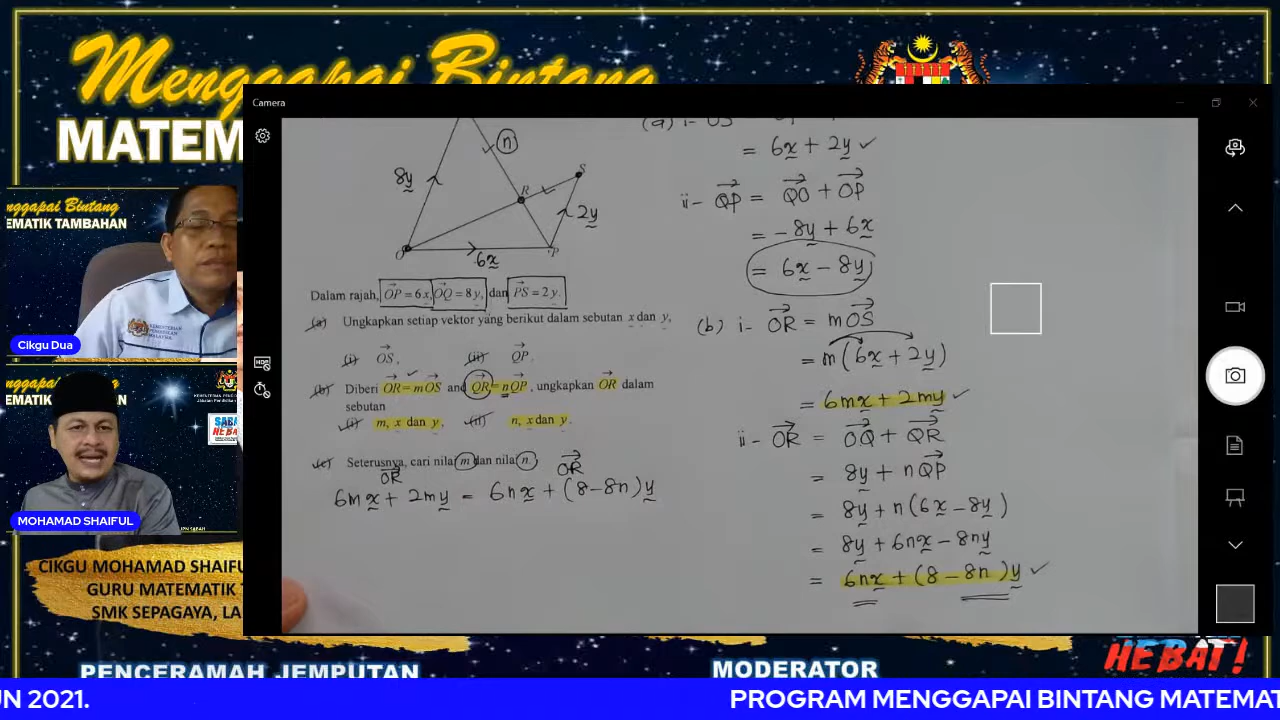 Menggapai Bintang
MATEM
Camera
enggapai Bintang
EMATIK TAMBAHAN
Cikgu Dua
MOHAMAD SHAIFUL
CIKGU MOHAMAD SHAIFU
GURU MATEMATIK
SMK SEPAGAYA, LA
8y
n
R
S
2y
O
6x
P
Dalam rajah, OP = 6x, OQ = 8y, dan PS = 2y.
(a) Ungkapkan setiap vektor yang berikut dalam sebutan x dan y,
(i) OS, (ii) QP.
(b) Diberi OR = mOS and QR = nQP, ungkapkan OR dalam
sebutan
(i) m, x dan y, (ii) n, x dan y.
(c) Seterusnya, cari nilai m dan nilai n.
OR OR
6mx + 2my = 6nx + (8-8n)y
(a) i- OS
= 6x + 2y ✓
ii- QP = QO + OP
= -8y + 6x
= 6x - 8y
(b) i- OR = mOS
= m(6x + 2y)
= 6mx + 2my ✓
ii- OR = OQ + QR
= 8y + nQP
= 8y + n(6x - 8y)
= 8y + 6nx - 8ny
= 6nx + (8 - 8n)y ✓
PENCERAMAH JEMPUTAN
MODERATOR
HEBAT!
UN 2021.
PROGRAM MENGGAPAI BINTANG MATEMAT